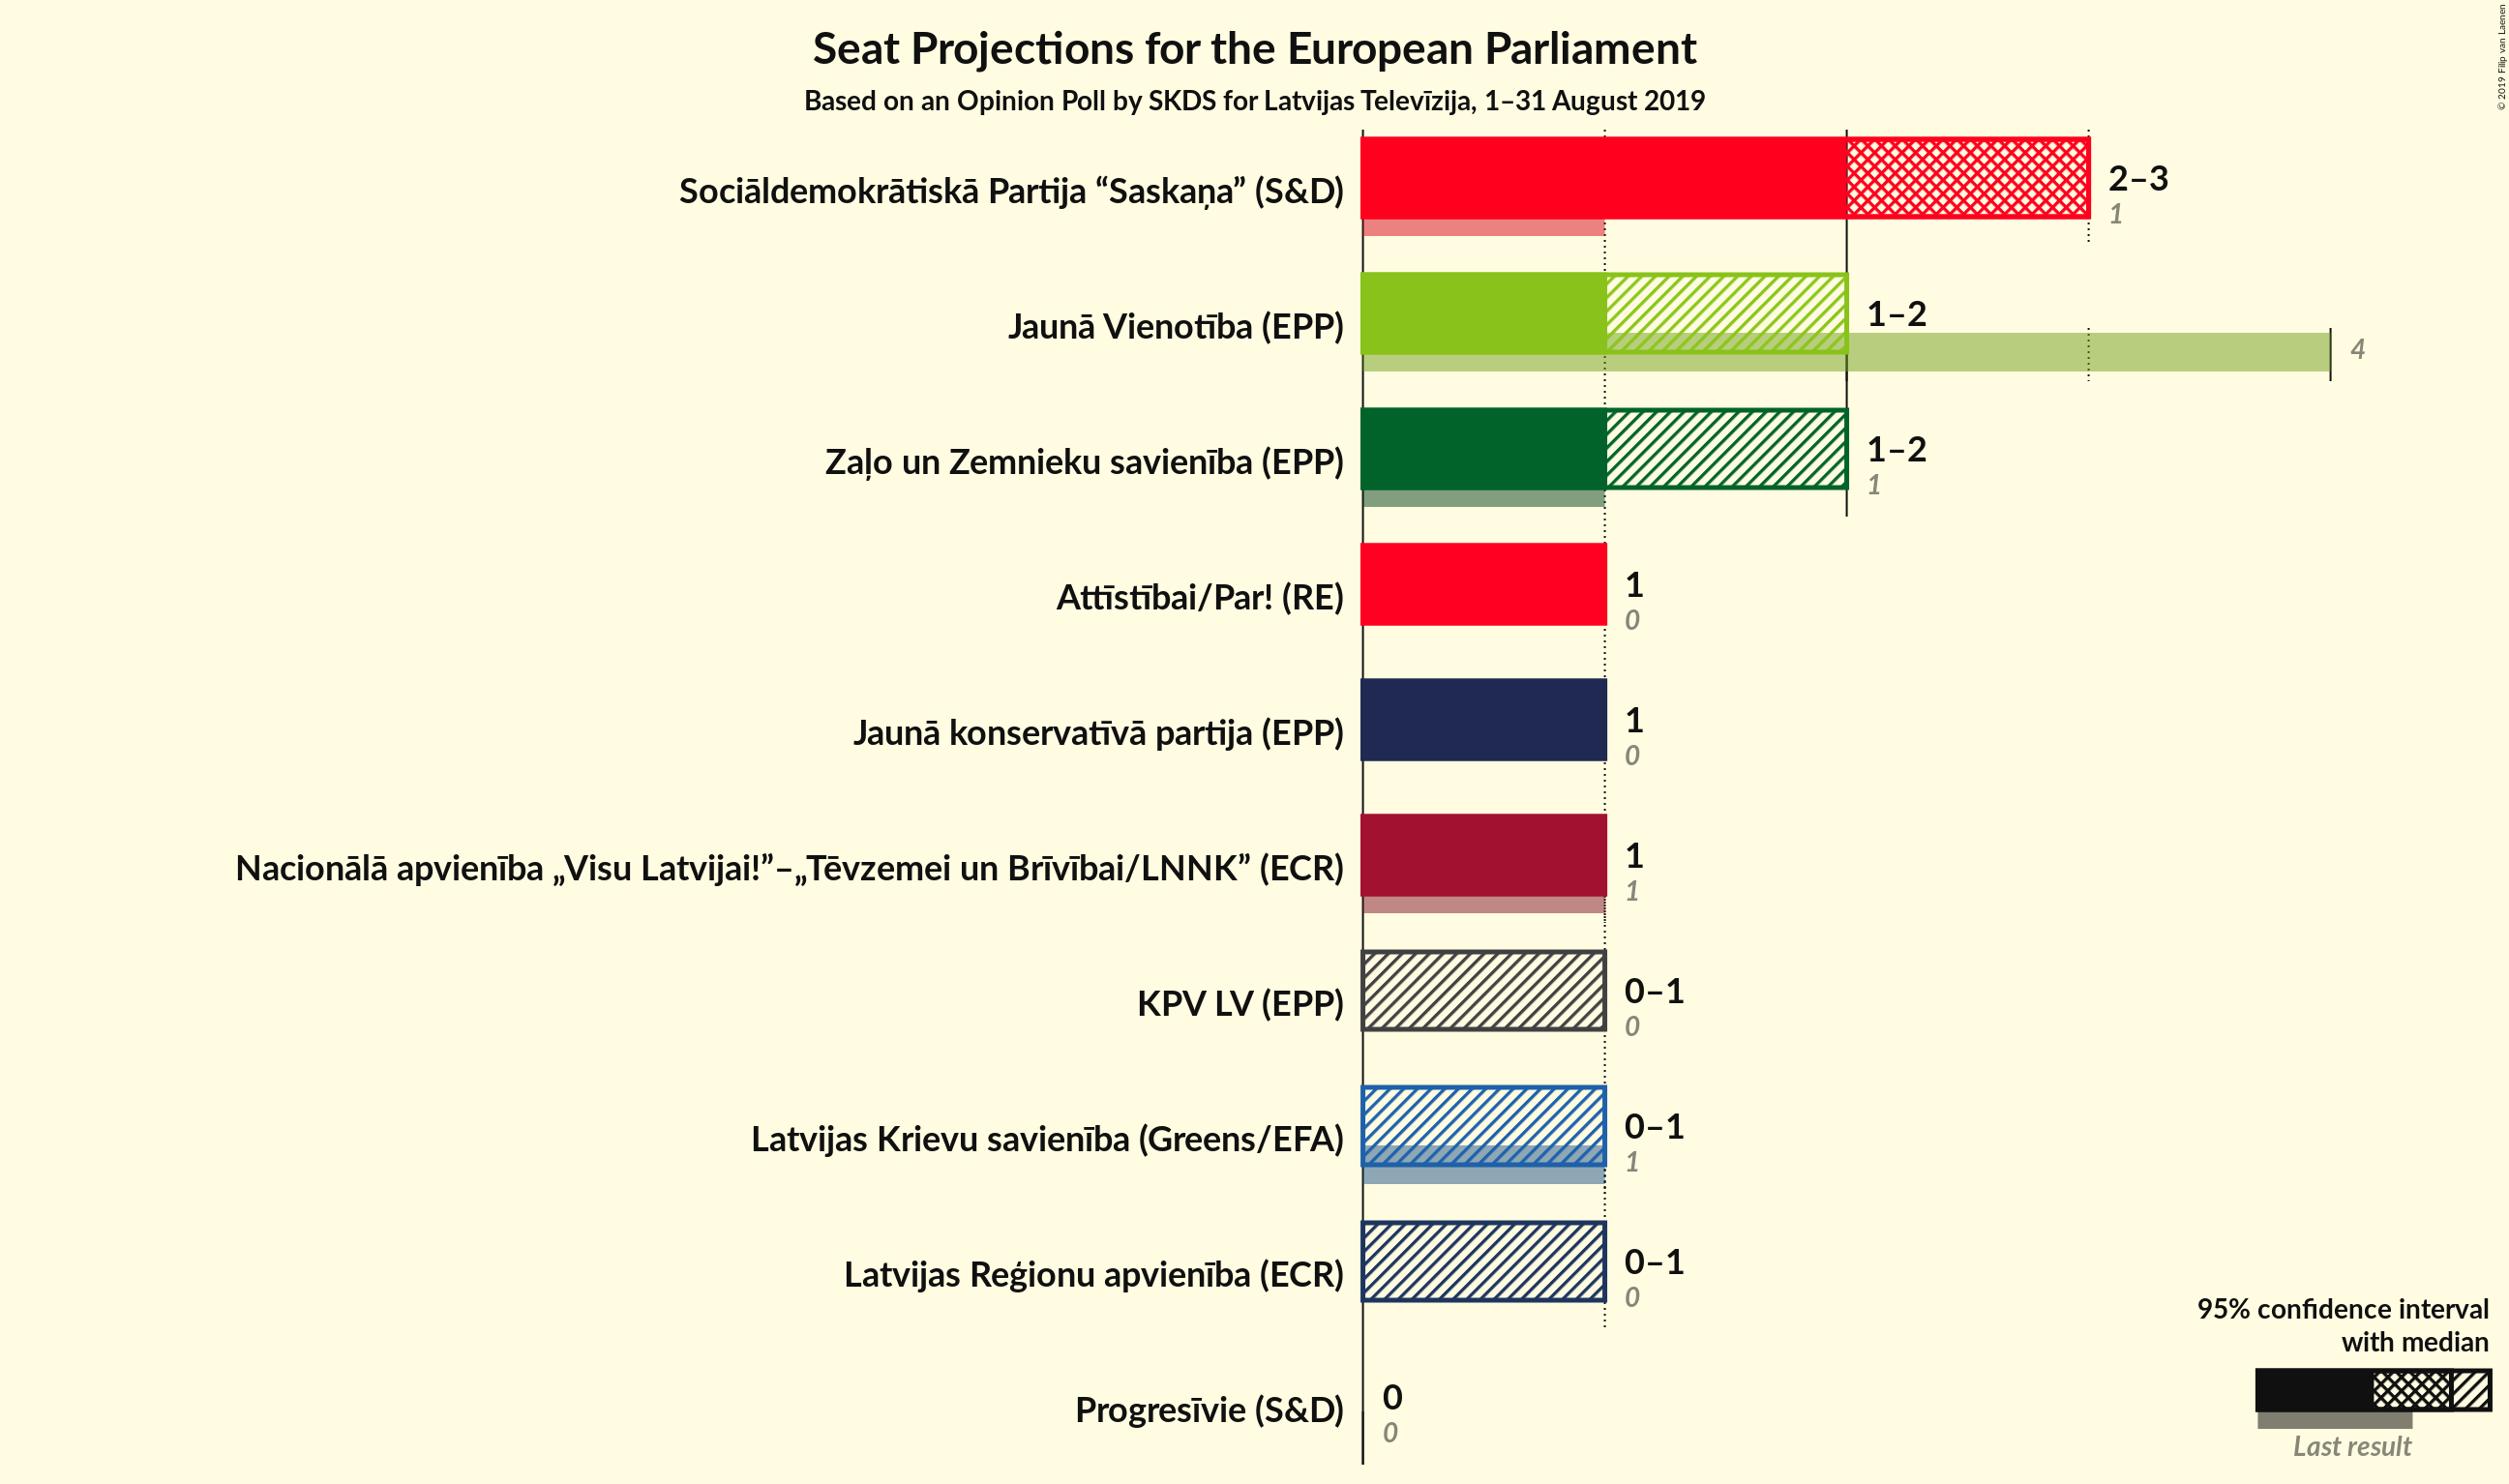 Seat Projections for the European Parliament
Based on an Opinion Poll by SKDS for Latvijas Televīzija, 1–31 August 2019
© 2019 Filip van Laenen
Sociāldemokrātiskā Partija “Saskaņa” (S&D)
2–3
1
Jaunā Vienotība (EPP)
1–2
4
Zaļo un Zemnieku savienība (EPP)
1–2
1
Attīstībai/Par! (RE)
1
0
Jaunā konservatīvā partija (EPP)
1
0
Nacionālā apvienība „Visu Latvijai!”–„Tēvzemei un Brīvībai/LNNK” (ECR)
1
1
KPV LV (EPP)
0–1
0
Latvijas Krievu savienība (Greens/EFA)
0–1
1
Latvijas Reģionu apvienība (ECR)
0–1
0
Progresīvie (S&D)
0
0
95% confidence interval
with median
Last result